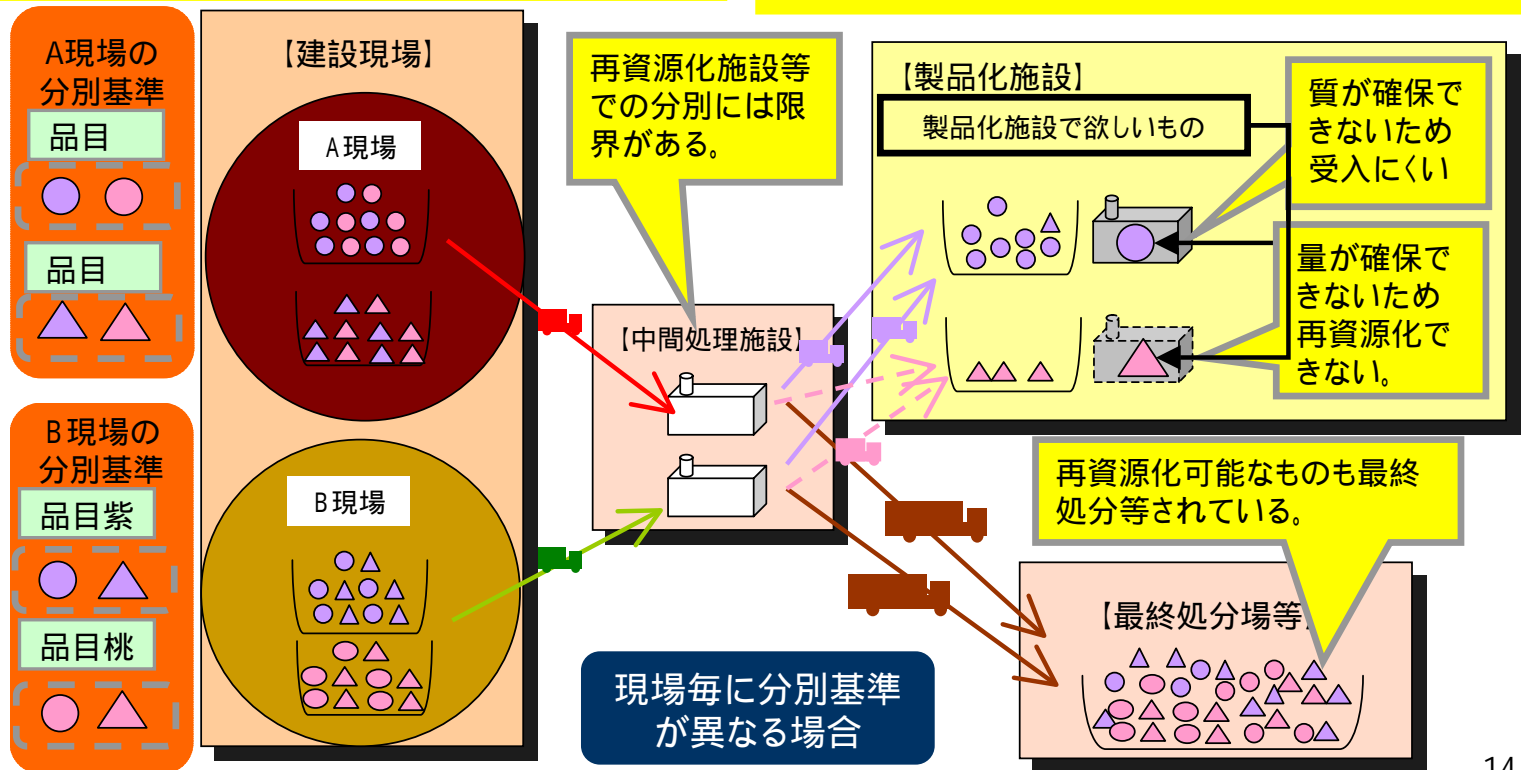 A現場の
分別基準
品目
品目
B現場の
分別基準
品目紫
品目桃
【建設現場】
A現場
B現場
再資源化施設等
での分別には限
界がある。
【中間処理施設】
【製品化施設】
製品化施設で欲しいもの
質が確保で
きないため
受入にくい
量が確保で
きないため
再資源化で
きない。
再資源化可能なものも最終
処分等されている。
【最終処分場等
現場毎に分別基準
が異なる場合
14